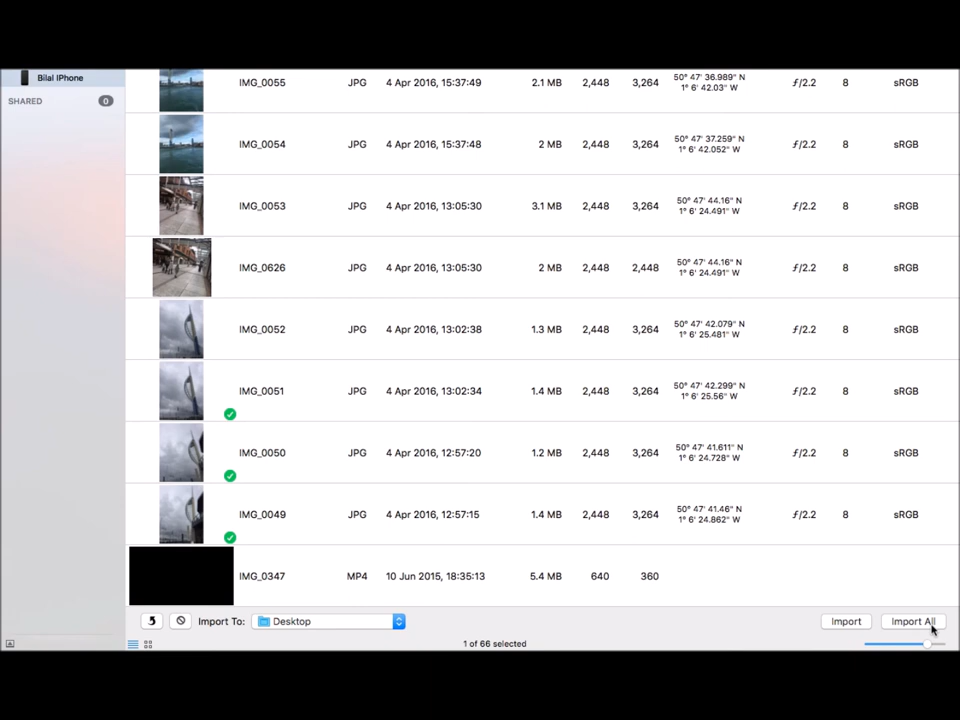 Bilal IPhone
SHARED 0
IMG_0055 JPG 4 Apr 2016, 15:37:49 2.1 MB 2,448 3,264 50° 47' 36.989" N 1° 6' 42.03" W ƒ/2.2 8 sRGB
IMG_0054 JPG 4 Apr 2016, 15:37:48 2 MB 2,448 3,264 50° 47' 37.259" N 1° 6' 42.052" W ƒ/2.2 8 sRGB
IMG_0053 JPG 4 Apr 2016, 13:05:30 3.1 MB 2,448 3,264 50° 47' 44.16" N 1° 6' 24.491" W ƒ/2.2 8 sRGB
IMG_0626 JPG 4 Apr 2016, 13:05:30 2 MB 2,448 2,448 50° 47' 44.16" N 1° 6' 24.491" W ƒ/2.2 8 sRGB
IMG_0052 JPG 4 Apr 2016, 13:02:38 1.3 MB 2,448 3,264 50° 47' 42.079" N 1° 6' 25.481" W ƒ/2.2 8 sRGB
IMG_0051 JPG 4 Apr 2016, 13:02:34 1.4 MB 2,448 3,264 50° 47' 42.299" N 1° 6' 25.56" W ƒ/2.2 8 sRGB
IMG_0050 JPG 4 Apr 2016, 12:57:20 1.2 MB 2,448 3,264 50° 47' 41.611" N 1° 6' 24.728" W ƒ/2.2 8 sRGB
IMG_0049 JPG 4 Apr 2016, 12:57:15 1.4 MB 2,448 3,264 50° 47' 41.46" N 1° 6' 24.862" W ƒ/2.2 8 sRGB
IMG_0347 MP4 10 Jun 2015, 18:35:13 5.4 MB 640 360
Import To: Desktop Import Import All
1 of 66 selected